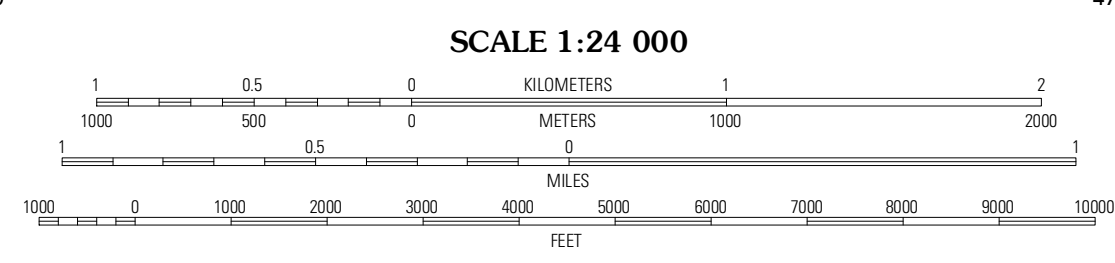 SCALE 1:24 000
1 0.5 0 KILOMETERS 1 2
1000 500 0 METERS 1000 2000
1 0.5 0 1
MILES
1000 0 1000 2000 3000 4000 5000 6000 7000 8000 9000 10000
FEET